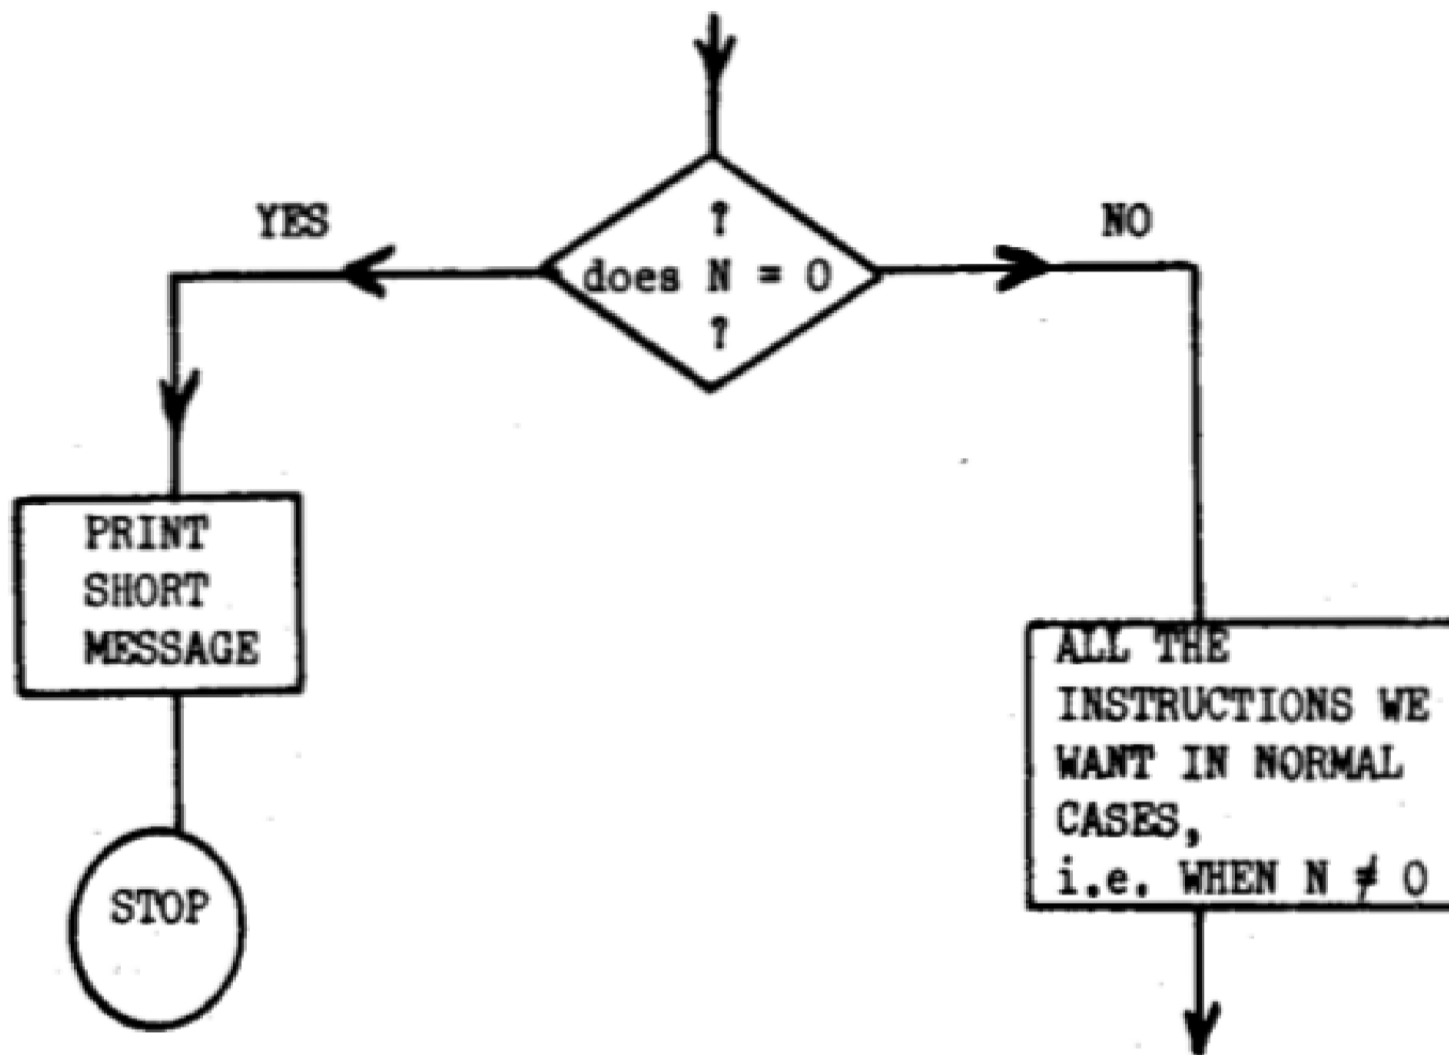 YES
?
does N = 0
?
NO
PRINT
SHORT
MESSAGE
STOP
ALL THE
INSTRUCTIONS WE
WANT IN NORMAL
CASES,
i.e. WHEN N ≠ 0